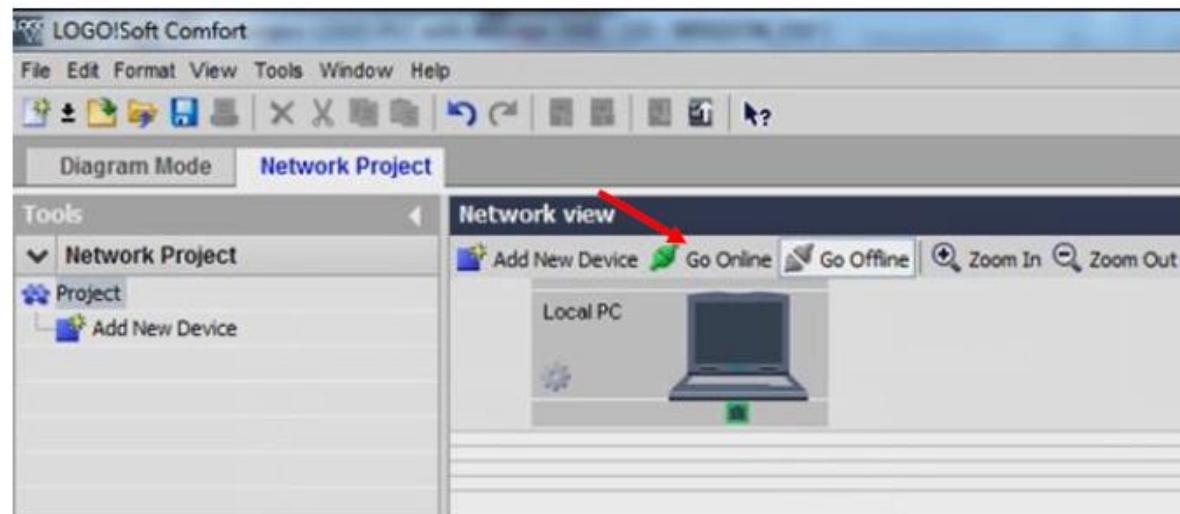 LOGO!Soft Comfort
File Edit Format View Tools Window Help
Diagram Mode Network Project
Tools Network view
Network Project
Add New Device Go Online Go Offline Zoom In Zoom Out
Project
Add New Device
Local PC